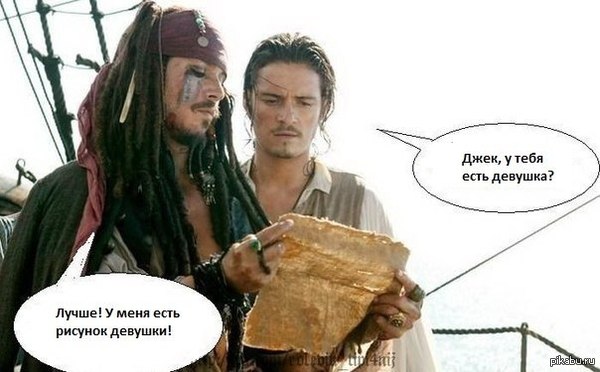 Джек, у тебя
есть девушка?
Лучше! У меня есть
рисунок девушки!
pikabu.ru